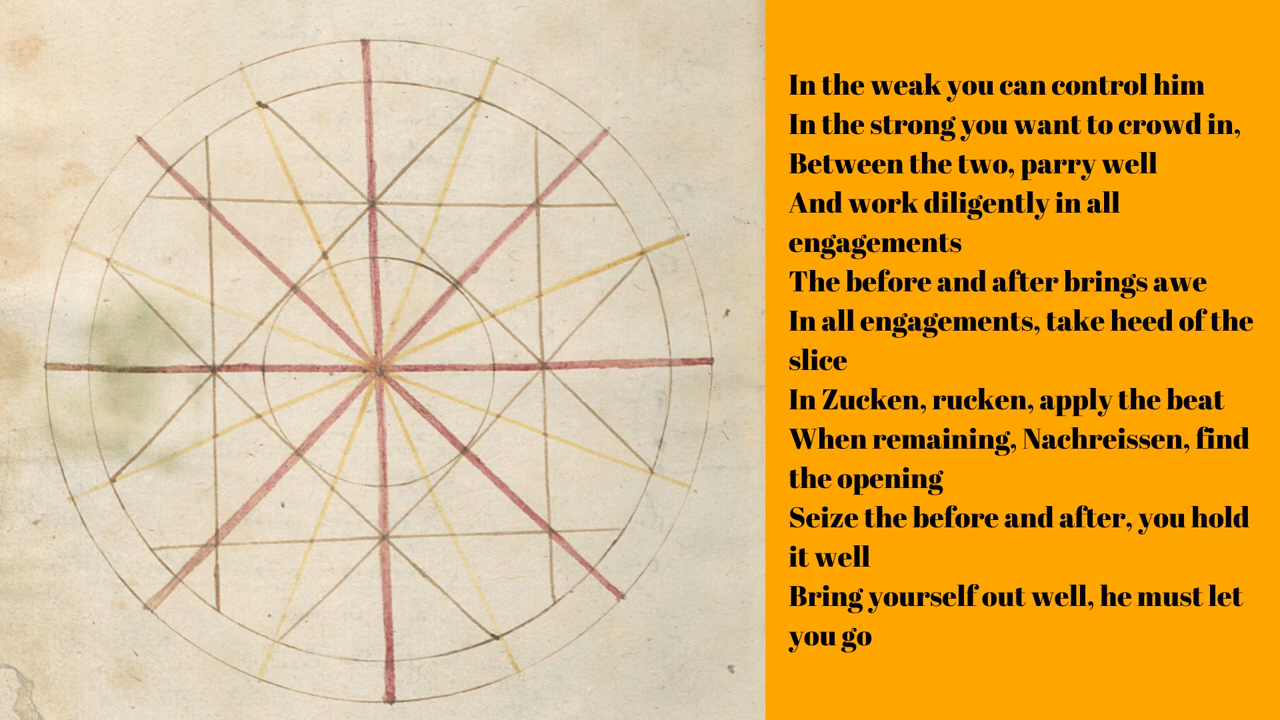 In the weak you can control him
In the strong you want to crowd in,
Between the two, parry well
And work diligently in all
engagements
The before and after brings awe
In all engagements, take heed of the
slice
In Zucken, rucken, apply the beat
When remaining, Nachreissen, find
the opening
Seize the before and after, you hold
it well
Bring yourself out well, he must let
you go